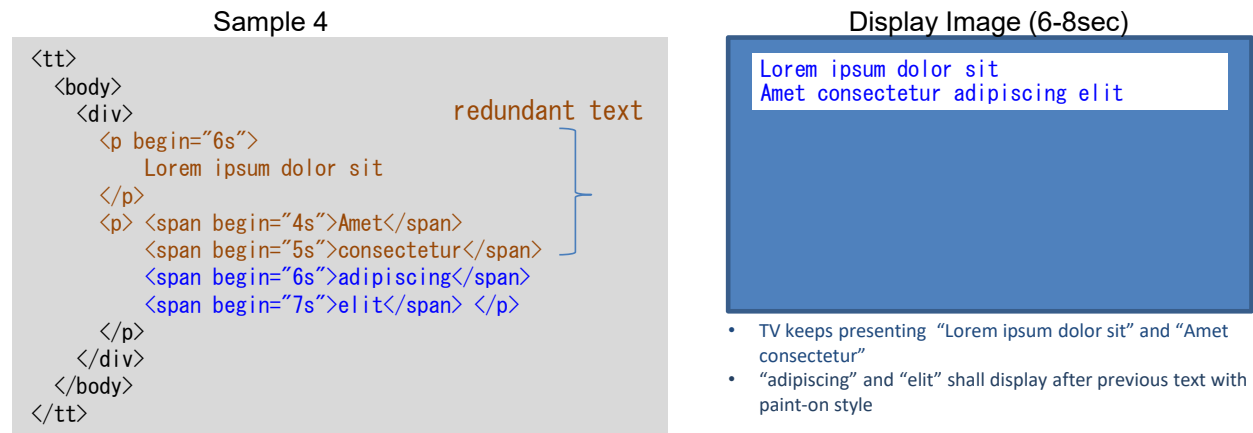 Sample 4
<tt>
<body>
<div>
redundant text
<p begin="6s">
Lorem ipsum dolor sit
</p>
<p> <span begin="4s">Amet</span>
<span begin="5s">consectetur</span>
<span begin="6s">adipiscing</span>
<span begin="7s">elit</span> </p>
</p>
</div>
</body>
</tt>
Display Image (6-8sec)
Lorem ipsum dolor sit
Amet consectetur adipiscing elit
• TV keeps presenting “Lorem ipsum dolor sit” and “Amet
consectetur”
• “adipiscing” and “elit” shall display after previous text with
paint-on style